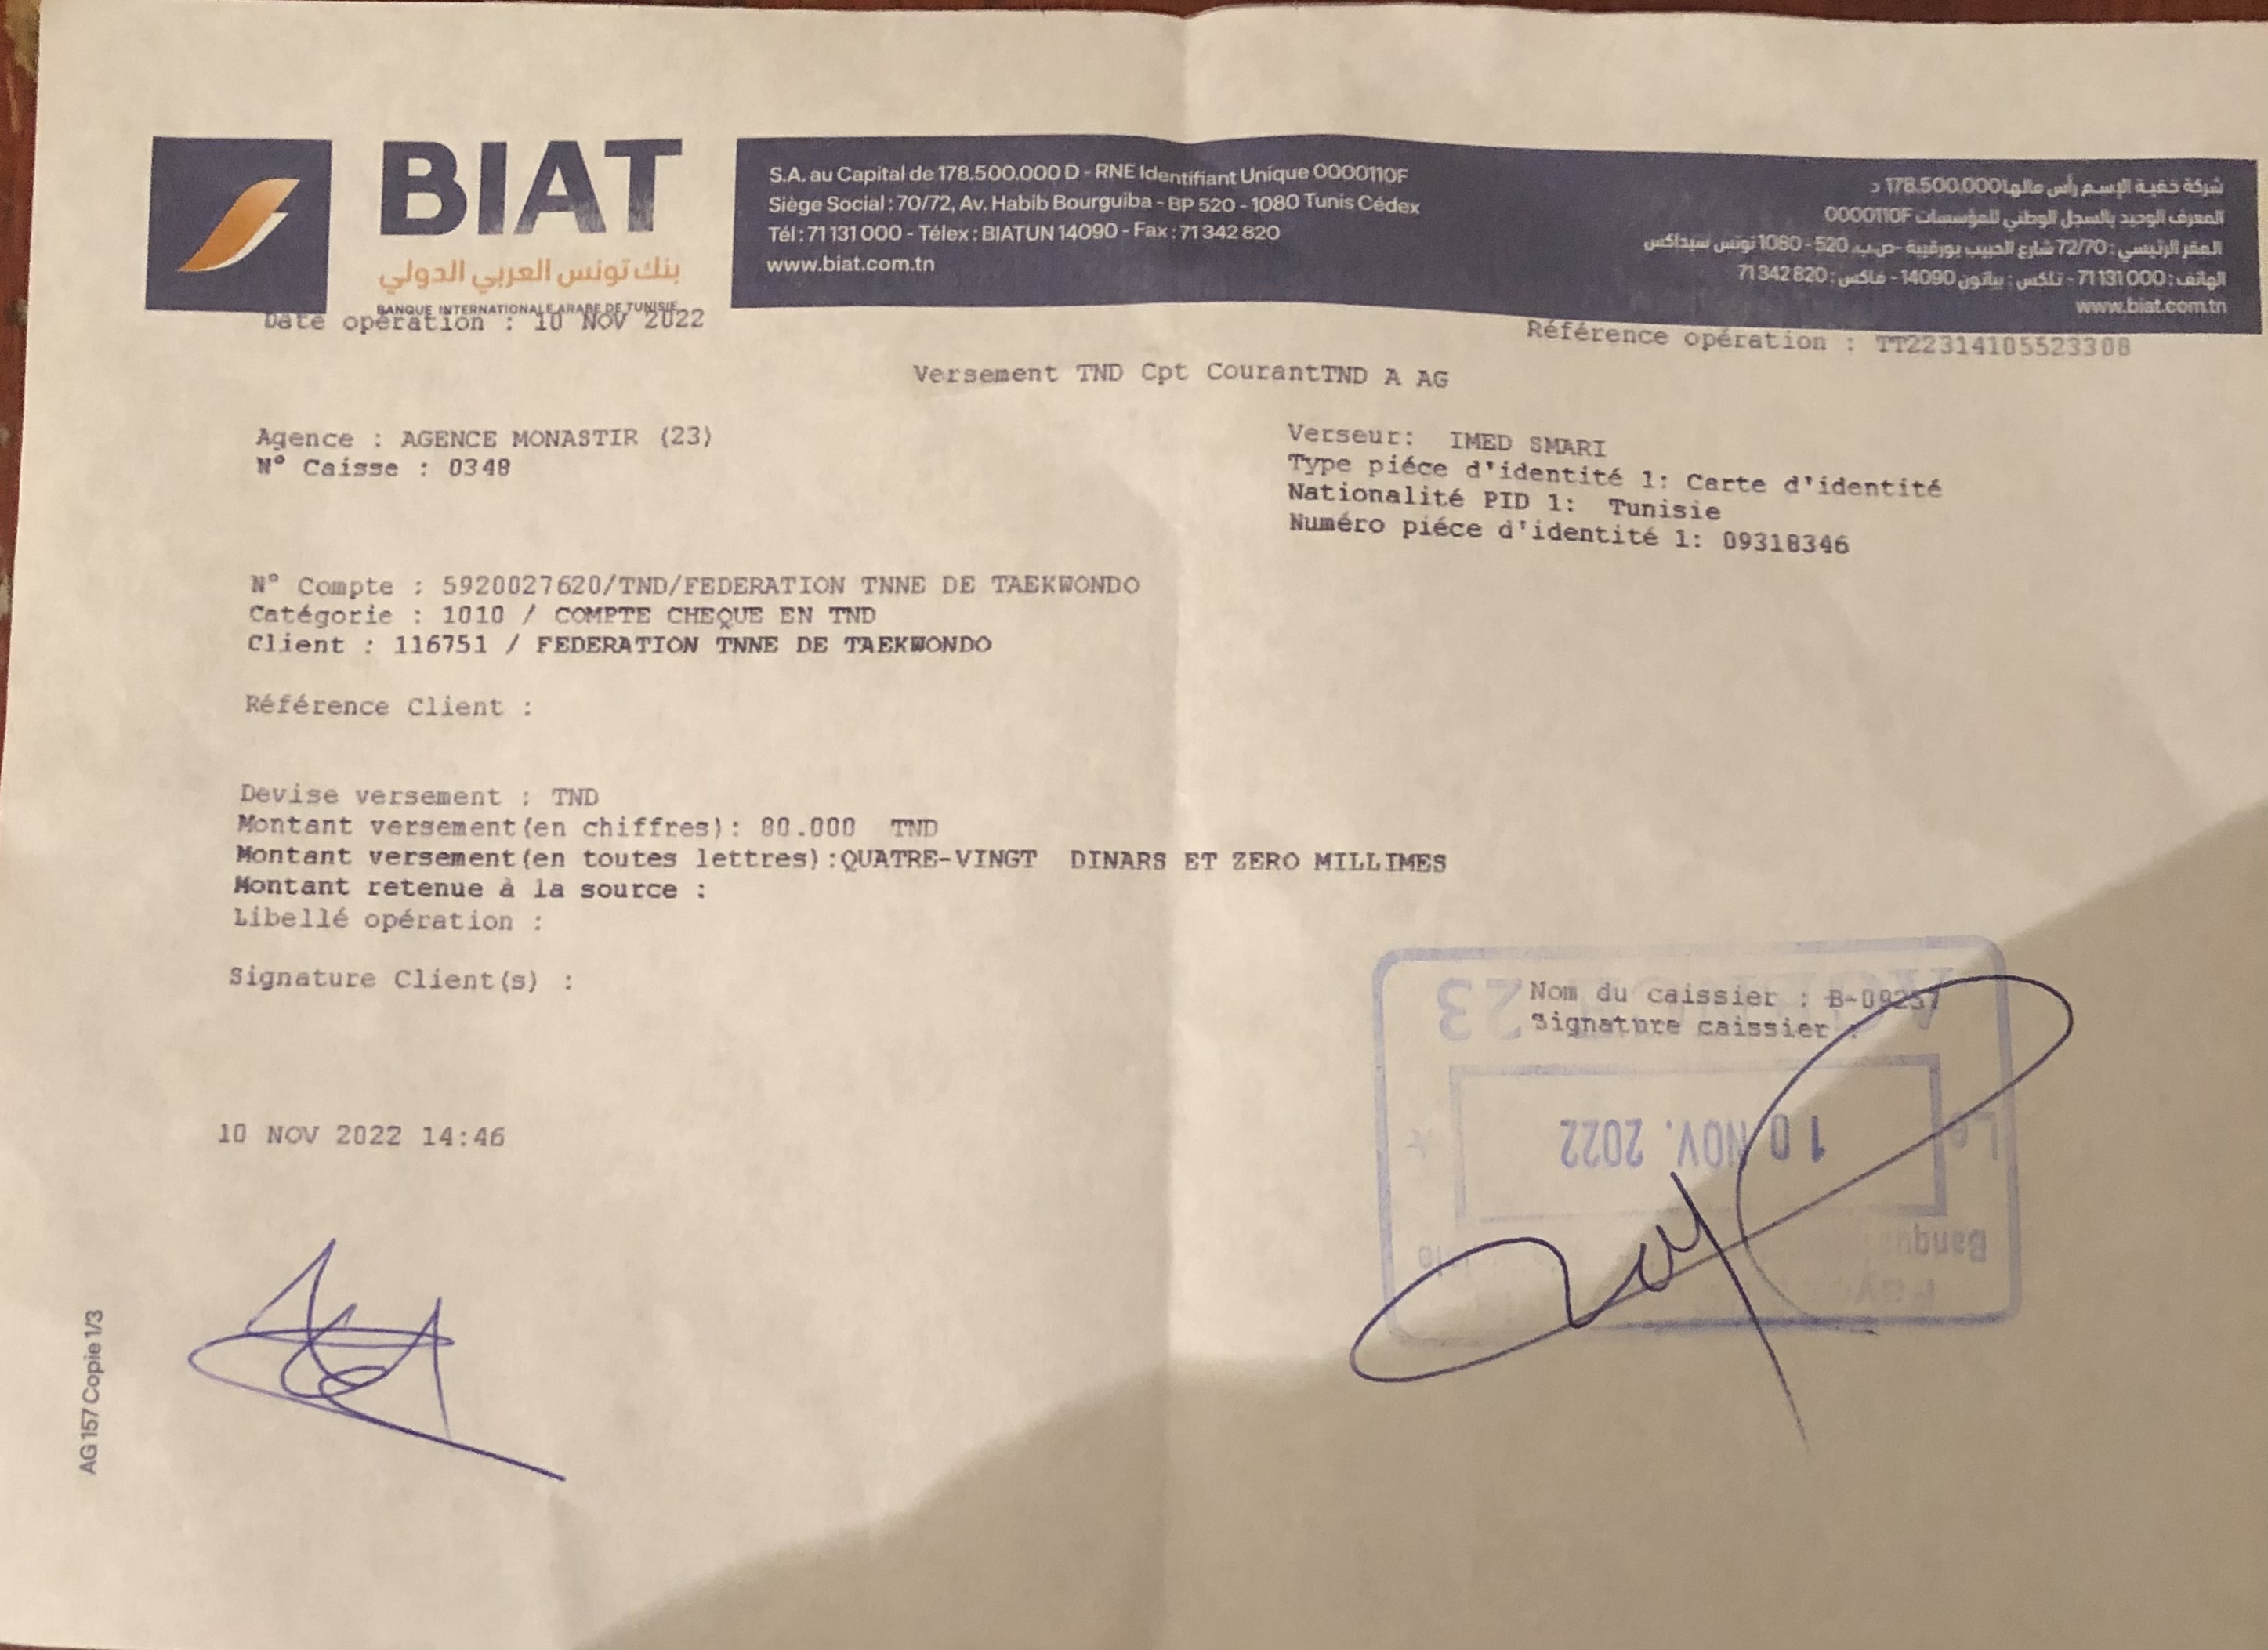 BIAT
بنك تونس العربي الدولي
BANQUE INTERNATIONALE ARABE DE TUNISIE
S.A. au Capital de 178.500.000 D - RNE Identifiant Unique 0000110F
Siège Social : 70/72, Av. Habib Bourguiba - BP 520 - 1080 Tunis Cédex
Tél : 71 131 000 - Télex : BIATUN 14090 - Fax : 71 342 820
www.biat.com.tn
شركة خفية الإسم رأس مالها 178.500.000 د
المعرف الوحيد بالسجل الوطني للمؤسسات 0000110F
المقر الرئيسي : 72/70 شارع الحبيب بورقيبة - ص.ب. 520 - 1080 تونس سيداكس
الهاتف : 71 131 000 - تلكس : بياتون 14090 - فاكس : 71 342 820
www.biat.com.tn
Date opération : 10 NOV 2022
Référence opération : TT22314105523308
Versement TND Cpt CourantTND A AG
Agence : AGENCE MONASTIR (23)
N° Caisse : 0348
Verseur: IMED SMARI
Type piéce d'identité 1: Carte d'identité
Nationalité PID 1: Tunisie
Numéro piéce d'identité 1: 09318346
N° Compte : 5920027620/TND/FEDERATION TNNE DE TAEKWONDO
Catégorie : 1010 / COMPTE CHEQUE EN TND
Client : 116751 / FEDERATION TNNE DE TAEKWONDO
Référence Client :
Devise versement : TND
Montant versement(en chiffres): 80.000 TND
Montant versement(en toutes lettres):QUATRE-VINGT DINARS ET ZERO MILLIMES
Montant retenue à la source :
Libellé opération :
Signature Client(s) :
Nom du caissier : B-09257
Signature caissier :
23
Le 10 NOV. 2022
10 NOV 2022 14:46
AG 157 Copie 1/3